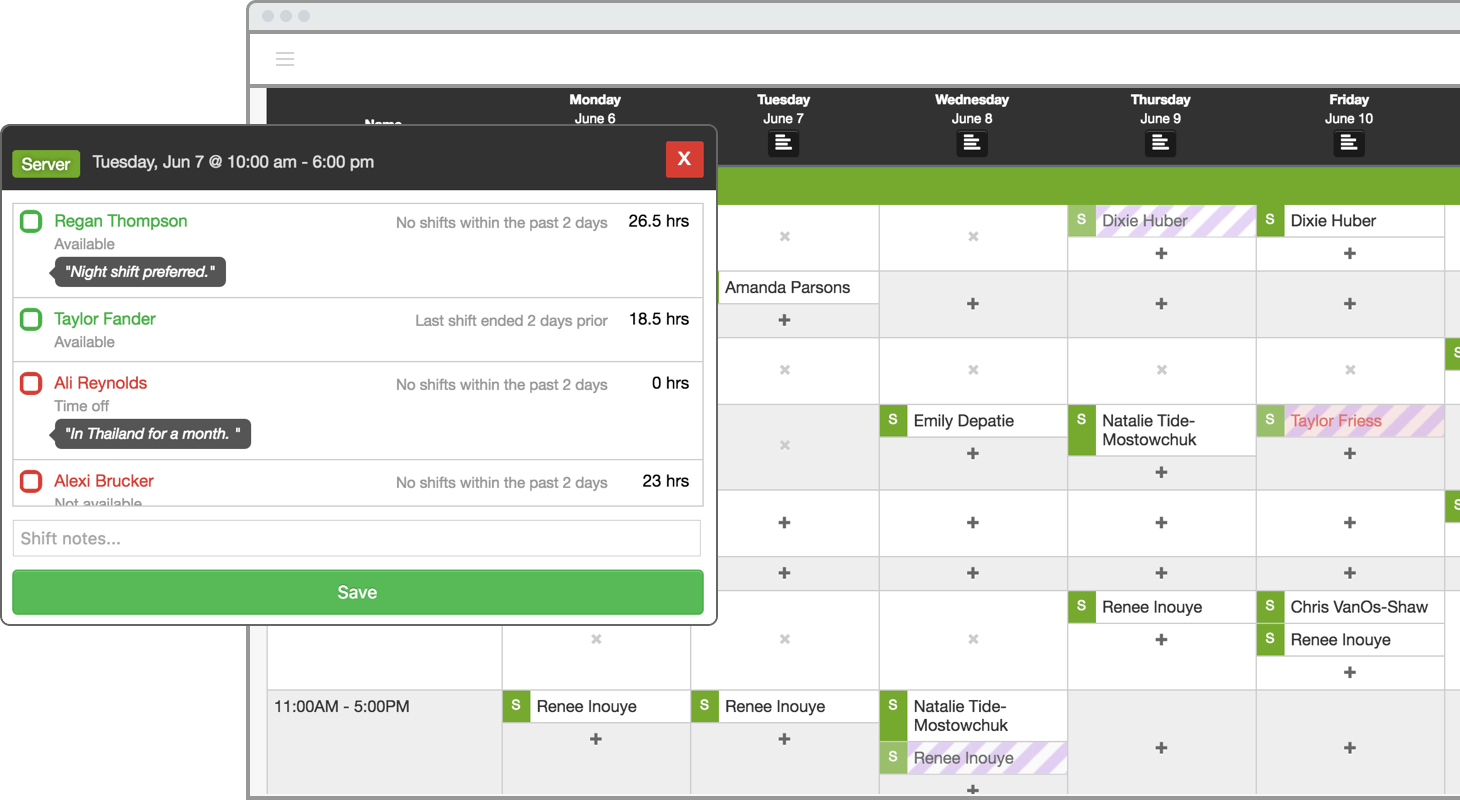 Monday
Tuesday
Wednesday
Thursday
Friday
Name
June 6
June 7
June 8
June 9
June 10
Server
Tuesday, Jun 7 @ 10:00 am - 6:00 pm
X
Regan Thompson
No shifts within the past 2 days
26.5 hrs
Available
"Night shift preferred."
Taylor Fander
Last shift ended 2 days prior
18.5 hrs
Available
Ali Reynolds
No shifts within the past 2 days
0 hrs
Time off
"In Thailand for a month. "
Alexi Brucker
No shifts within the past 2 days
23 hrs
Not available
Shift notes...
Save
S
Dixie Huber
S
Dixie Huber
Amanda Parsons
S
S
Emily Depatie
S
Natalie Tide-
Mostowchuk
S
Taylor Friess
S
S
Renee Inouye
S
Chris VanOs-Shaw
S
Renee Inouye
11:00AM - 5:00PM
S
Renee Inouye
S
Renee Inouye
S
Natalie Tide-
Mostowchuk
S
Renee Inouye